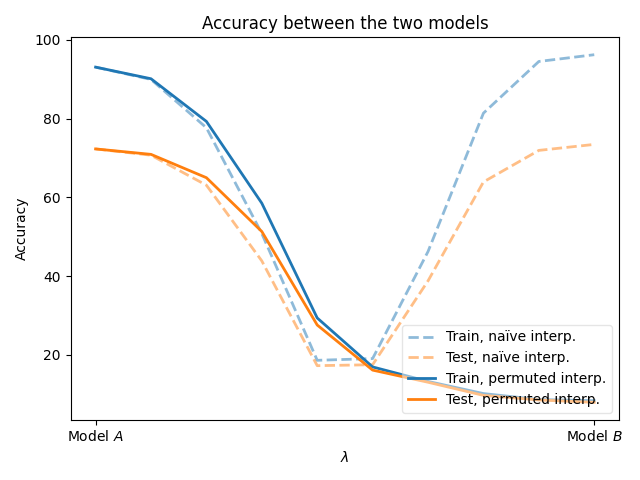 Accuracy between the two models
100
80
60
40
20
Accuracy
Train, naïve interp.
Test, naïve interp.
Train, permuted interp.
Test, permuted interp.
Model A
Model B
λ